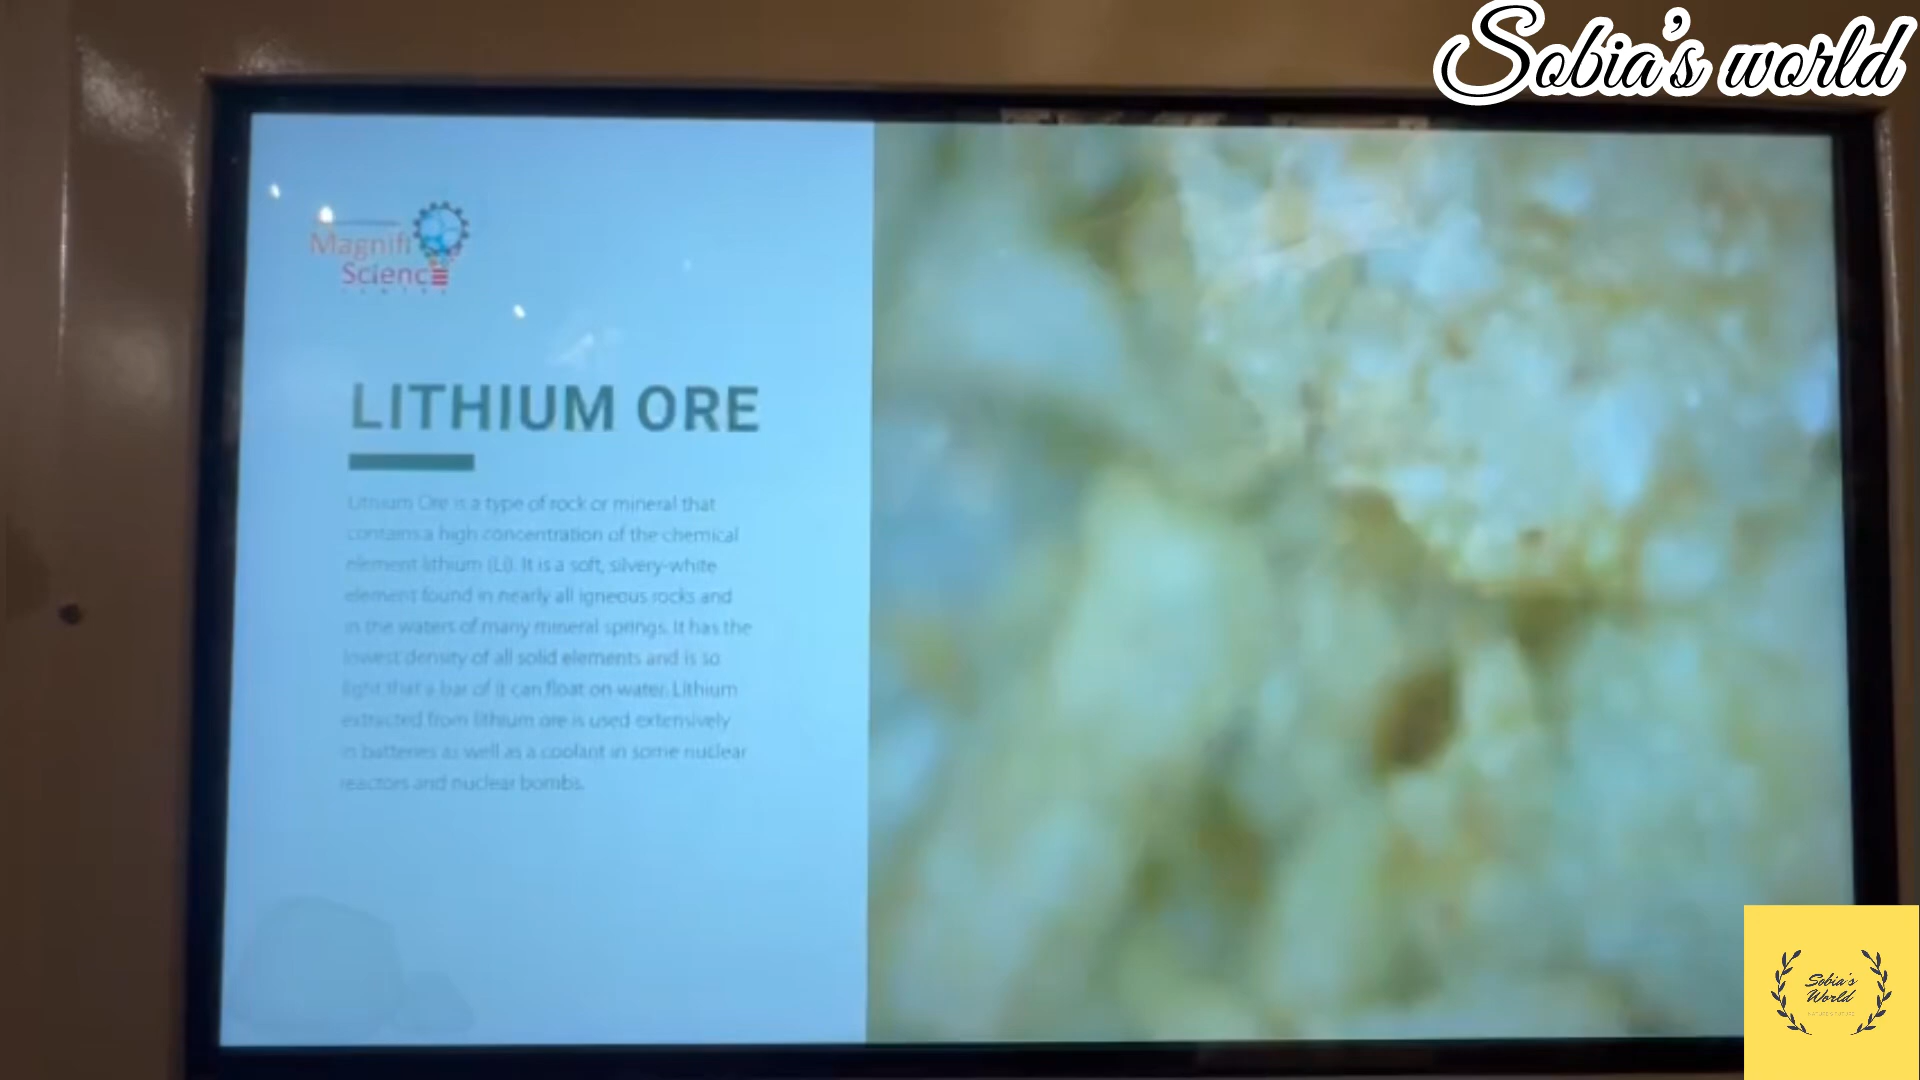 Sobia's world
Magnifi
Science
CENTRE
LITHIUM ORE
Lithium Ore is a type of rock or mineral that
contains a high concentration of the chemical
element lithium (Li). It is a soft, silvery-white
element found in nearly all igneous rocks and
in the waters of many mineral springs. It has the
lowest density of all solid elements and is so
light that a bar of it can float on water. Lithium
extracted from lithium ore is used extensively
in batteries as well as a coolant in some nuclear
reactors and nuclear bombs.
Sobia's
World